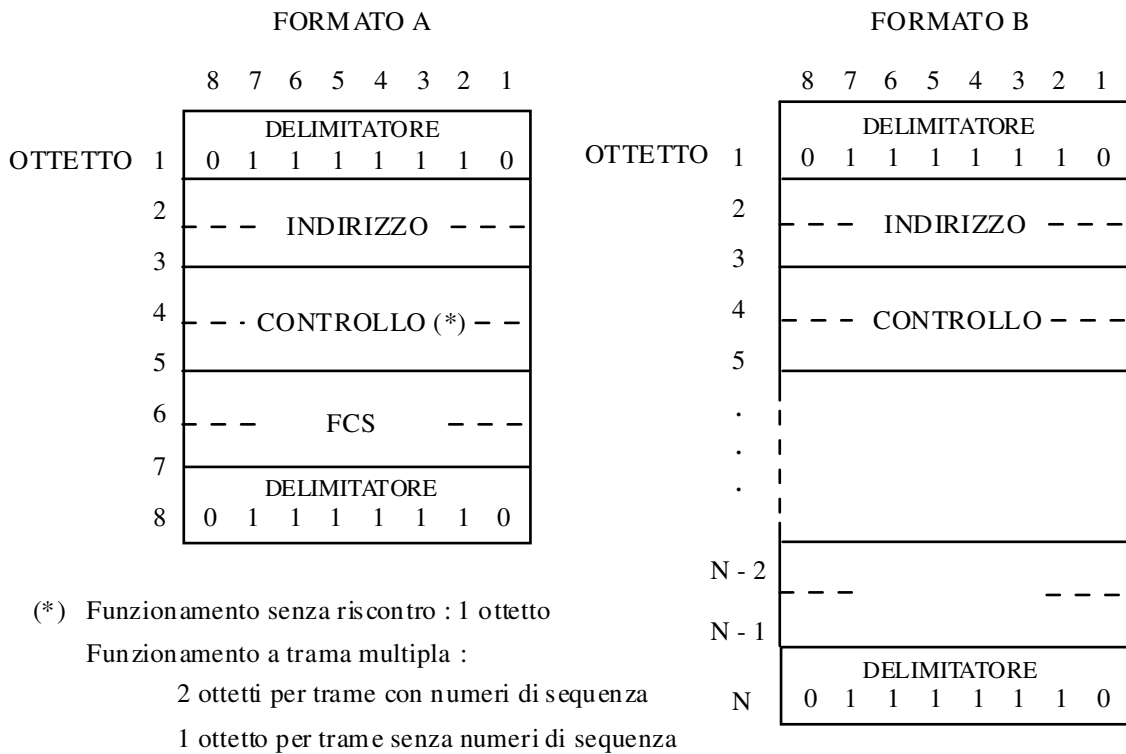 FORMATO A
8 7 6 5 4 3 2 1
DELIMITATORE
OTTETTO 1 0 1 1 1 1 1 1 0
2
INDIRIZZO
3
4
CONTROLLO (*)
5
6
FCS
7
DELIMITATORE
8 0 1 1 1 1 1 1 0
(*) Funzionamento senza riscontro : 1 ottetto
Funzionamento a trama multipla :
2 ottetti per trame con numeri di sequenza
1 ottetto per trame senza numeri di sequenza
FORMATO B
8 7 6 5 4 3 2 1
DELIMITATORE
OTTETTO 1 0 1 1 1 1 1 1 0
2
INDIRIZZO
3
4
CONTROLLO
5
.
.
.
N - 2
N - 1
DELIMITATORE
N 0 1 1 1 1 1 1 0